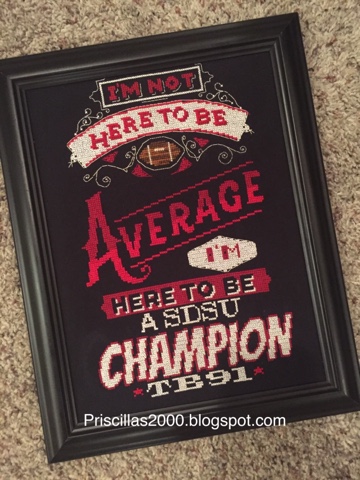 I'M NOT
HERE TO BE
AVERAGE
I'M
HERE TO BE
A SDSU
CHAMPION
TB91
Priscillas2000.blogspot.com